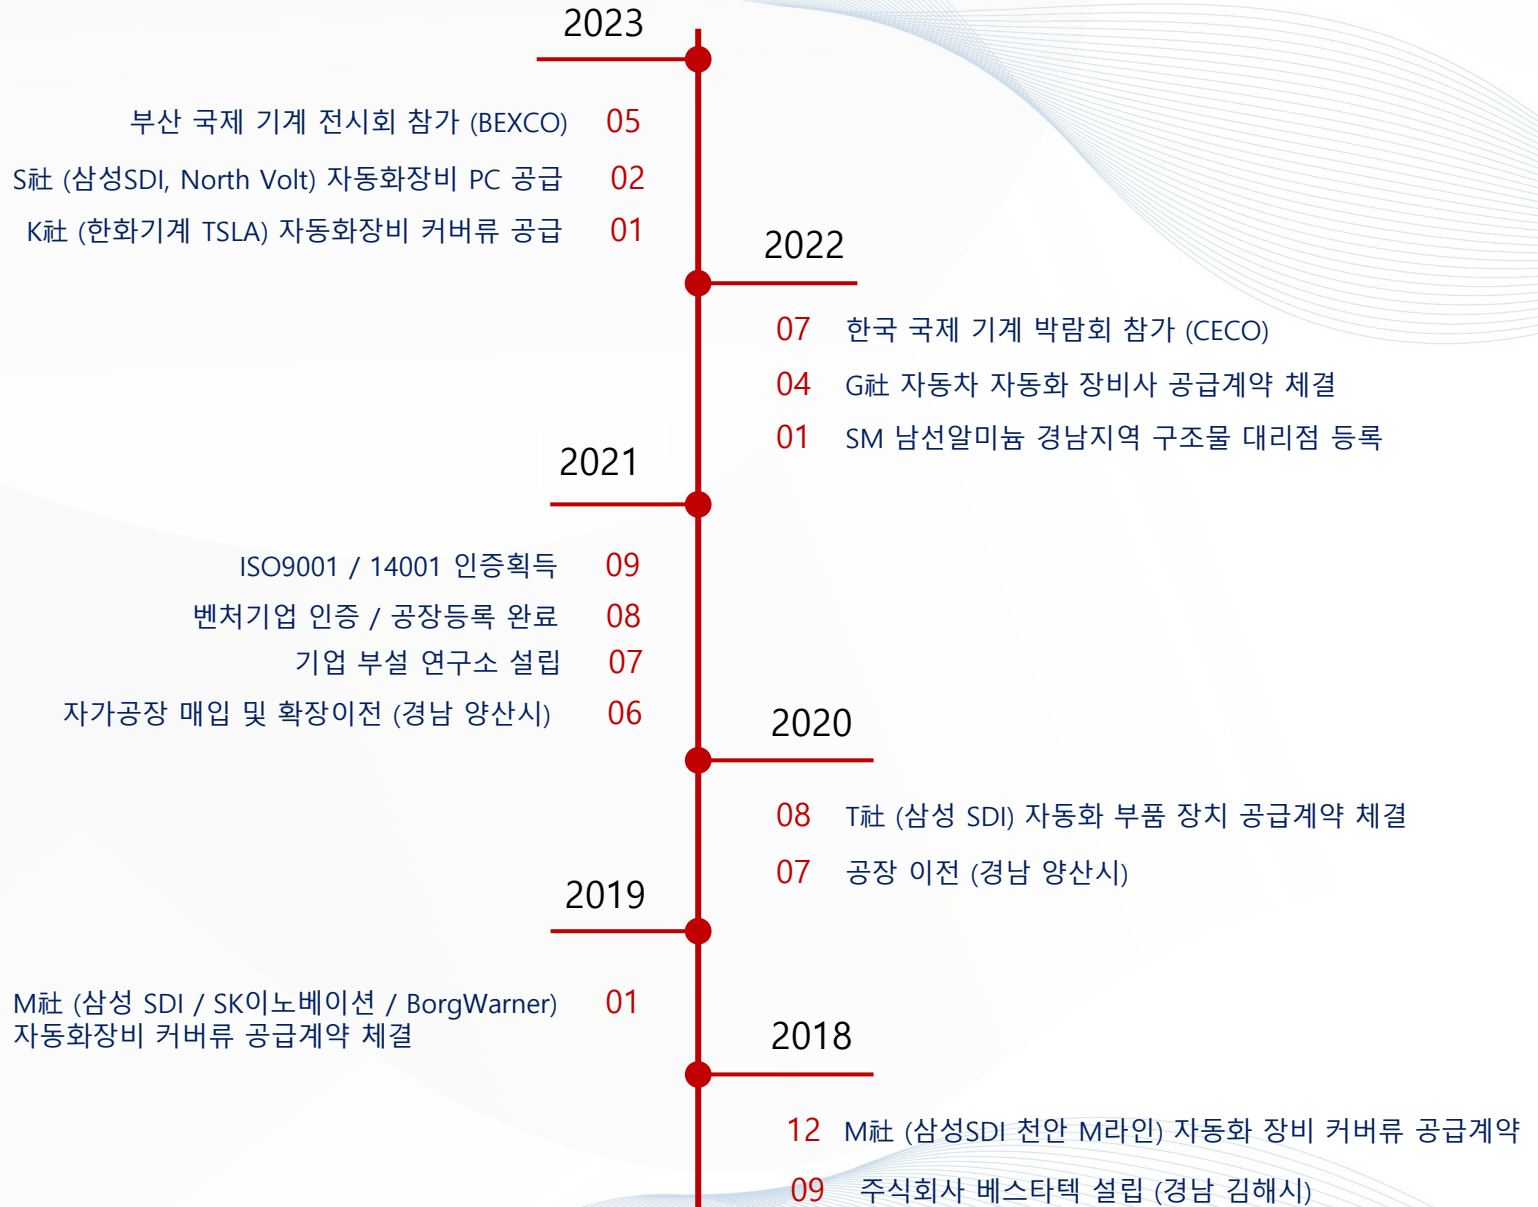 2023
부산 국제 기계 전시회 참가 (BEXCO) 05
S社 (삼성SDI, North Volt) 자동화장비 PC 공급 02
K社 (한화기계 TSLA) 자동화장비 커버류 공급 01
2022
07 한국 국제 기계 박람회 참가 (CECO)
04 G社 자동차 자동화 장비사 공급계약 체결
01 SM 남선알미늄 경남지역 구조물 대리점 등록
2021
ISO9001 / 14001 인증획득 09
벤처기업 인증 / 공장등록 완료 08
기업 부설 연구소 설립 07
자가공장 매입 및 확장이전 (경남 양산시) 06
2020
08 T社 (삼성 SDI) 자동화 부품 장치 공급계약 체결
07 공장 이전 (경남 양산시)
2019
M社 (삼성 SDI / SK이노베이션 / BorgWarner) 01
자동화장비 커버류 공급계약 체결
2018
12 M社 (삼성SDI 천안 M라인) 자동화 장비 커버류 공급계약
09 주식회사 베스타텍 설립 (경남 김해시)